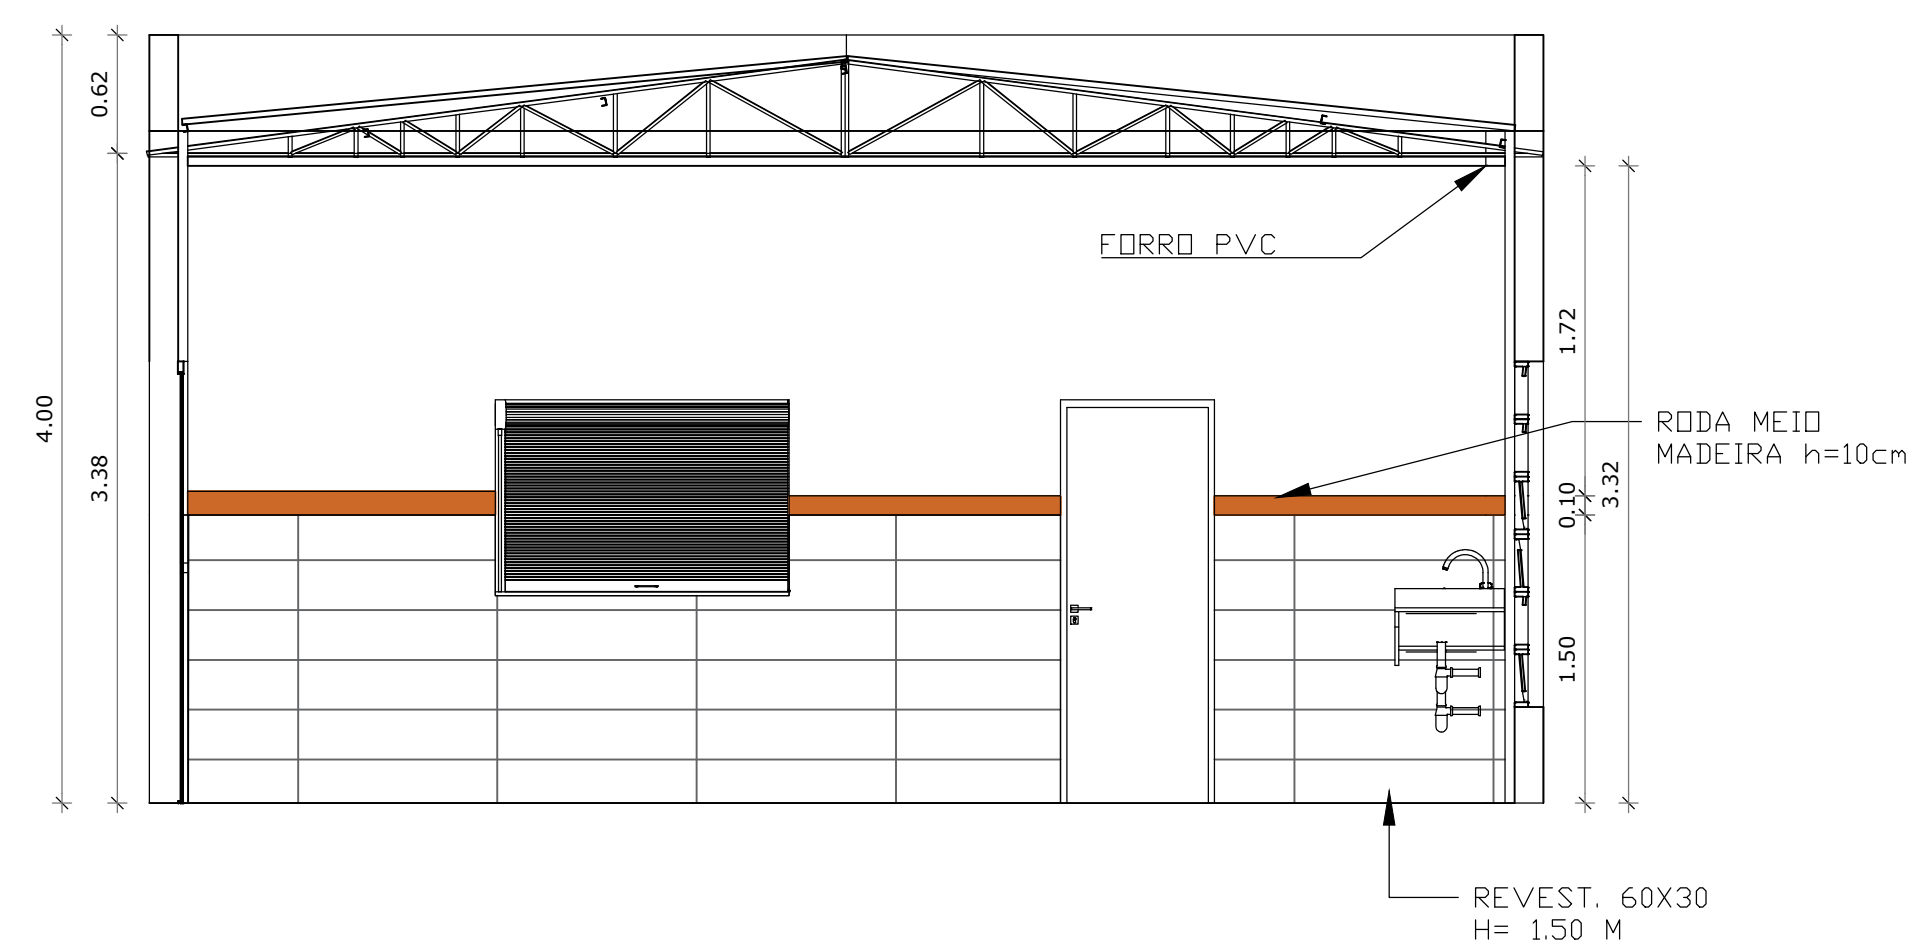 0.62
4.00
3.38
FORRO PVC
1.72
RODA MEIO
MADEIRA h=10cm
0.10
3.32
1.50
REVEST. 60X30
H= 1.50 M